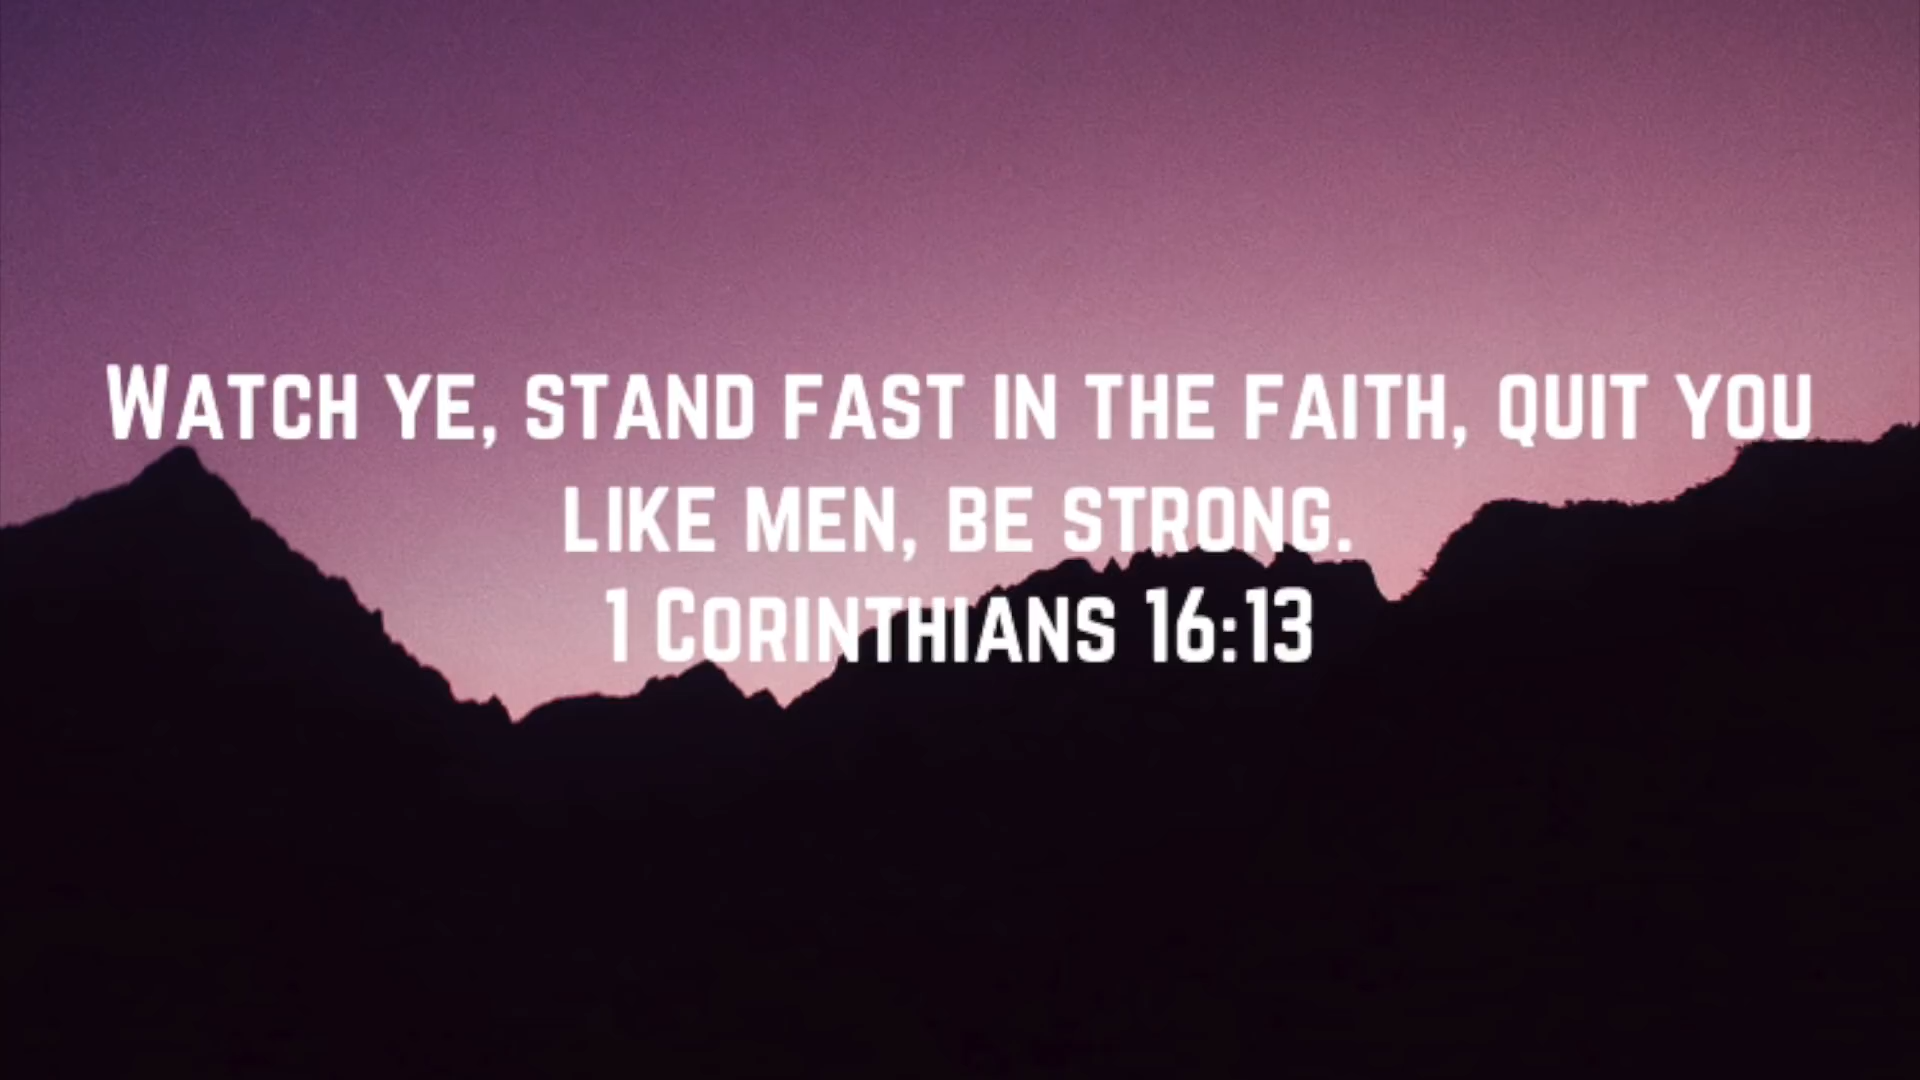 Watch ye, stand fast in the faith, quit you
like men, be strong.
1 Corinthians 16:13